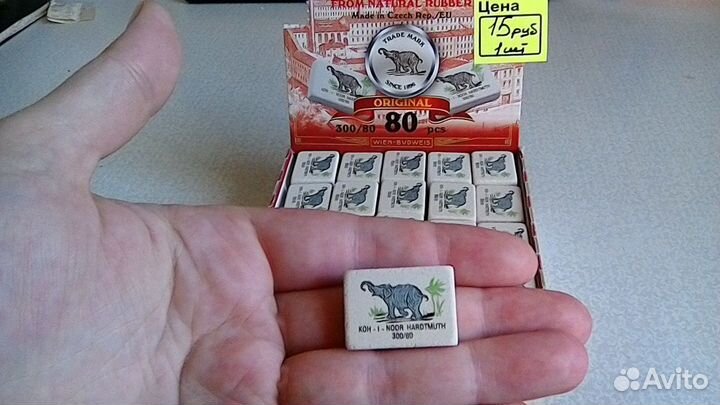 FROM NATURAL RUBBER
Made in Czech Rep./EU
Цена
15 руб
1 шт
TRADE MARK
SINCE 1896
ORIGINAL
300/80 80 pcs
WIEN-BUDWEIS
KOH - I - NOOR HARDTMUTH
300/80
Avito